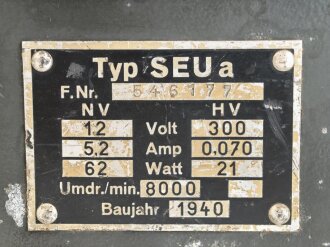 Typ SEU a
F.Nr. 546177
NV HV
12 Volt 300
5,2 Amp 0.070
62 Watt 21
Umdr./min. 8000
Baujahr 1940